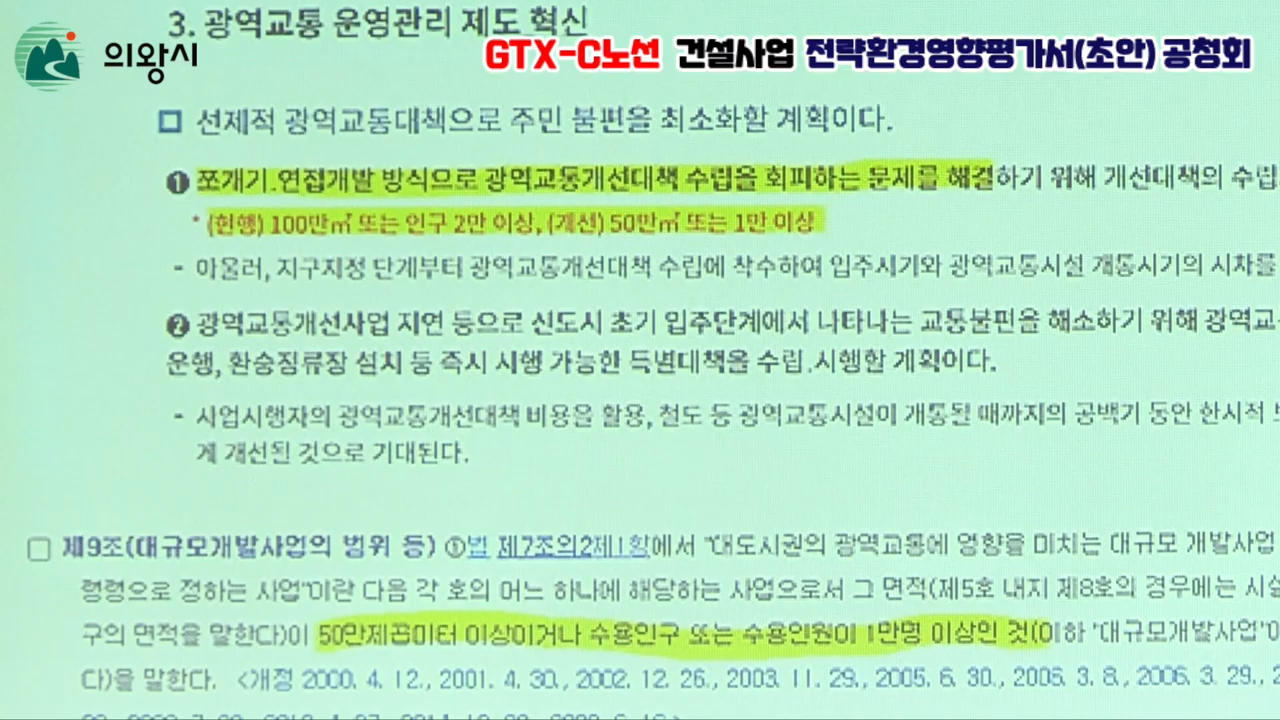 3. 광역교통 운영관리 제도 혁신
의왕시
GTX-C노선 건설사업 전략환경영향평가서(초안) 공청회
선제적 광역교통대책으로 주민 불편을 최소화할 계획이다.
❶ 쪼개기.연접개발 방식으로 광역교통개선대책 수립을 회피하는 문제를 해결하기 위해 개선대책의 수립
* (현행) 100만㎡ 또는 인구 2만 이상, (개선) 50만㎡ 또는 1만 이상
- 아울러, 지구지정 단계부터 광역교통개선대책 수립에 착수하여 입주시기와 광역교통시설 개통시기의 시차를
❷ 광역교통개선사업 지연 등으로 신도시 초기 입주단계에서 나타나는 교통불편을 해소하기 위해 광역교
운행, 환승정류장 설치 등 즉시 시행 가능한 특별대책을 수립.시행할 계획이다.
- 사업시행자의 광역교통개선대책 비용을 활용, 철도 등 광역교통시설이 개통될 때까지의 공백기 동안 한시적
게 개선될 것으로 기대된다.
제9조(대규모개발사업의 범위 등) ①법 제7조의2제1항에서 "대도시권의 광역교통에 영향을 미치는 대규모 개발사업
령령으로 정하는 사업"이란 다음 각 호의 어느 하나에 해당하는 사업으로서 그 면적(제5호 내지 제8호의 경우에는 시설
구의 면적을 말한다)이 50만제곱미터 이상이거나 수용인구 또는 수용인원이 1만명 이상인 것(이하 "대규모개발사업"이
다)을 말한다. <개정 2000. 4. 12., 2001. 4. 30., 2002. 12. 26., 2003. 11. 29., 2005. 6. 30., 2006. 3. 8., 2006. 3. 29., 2